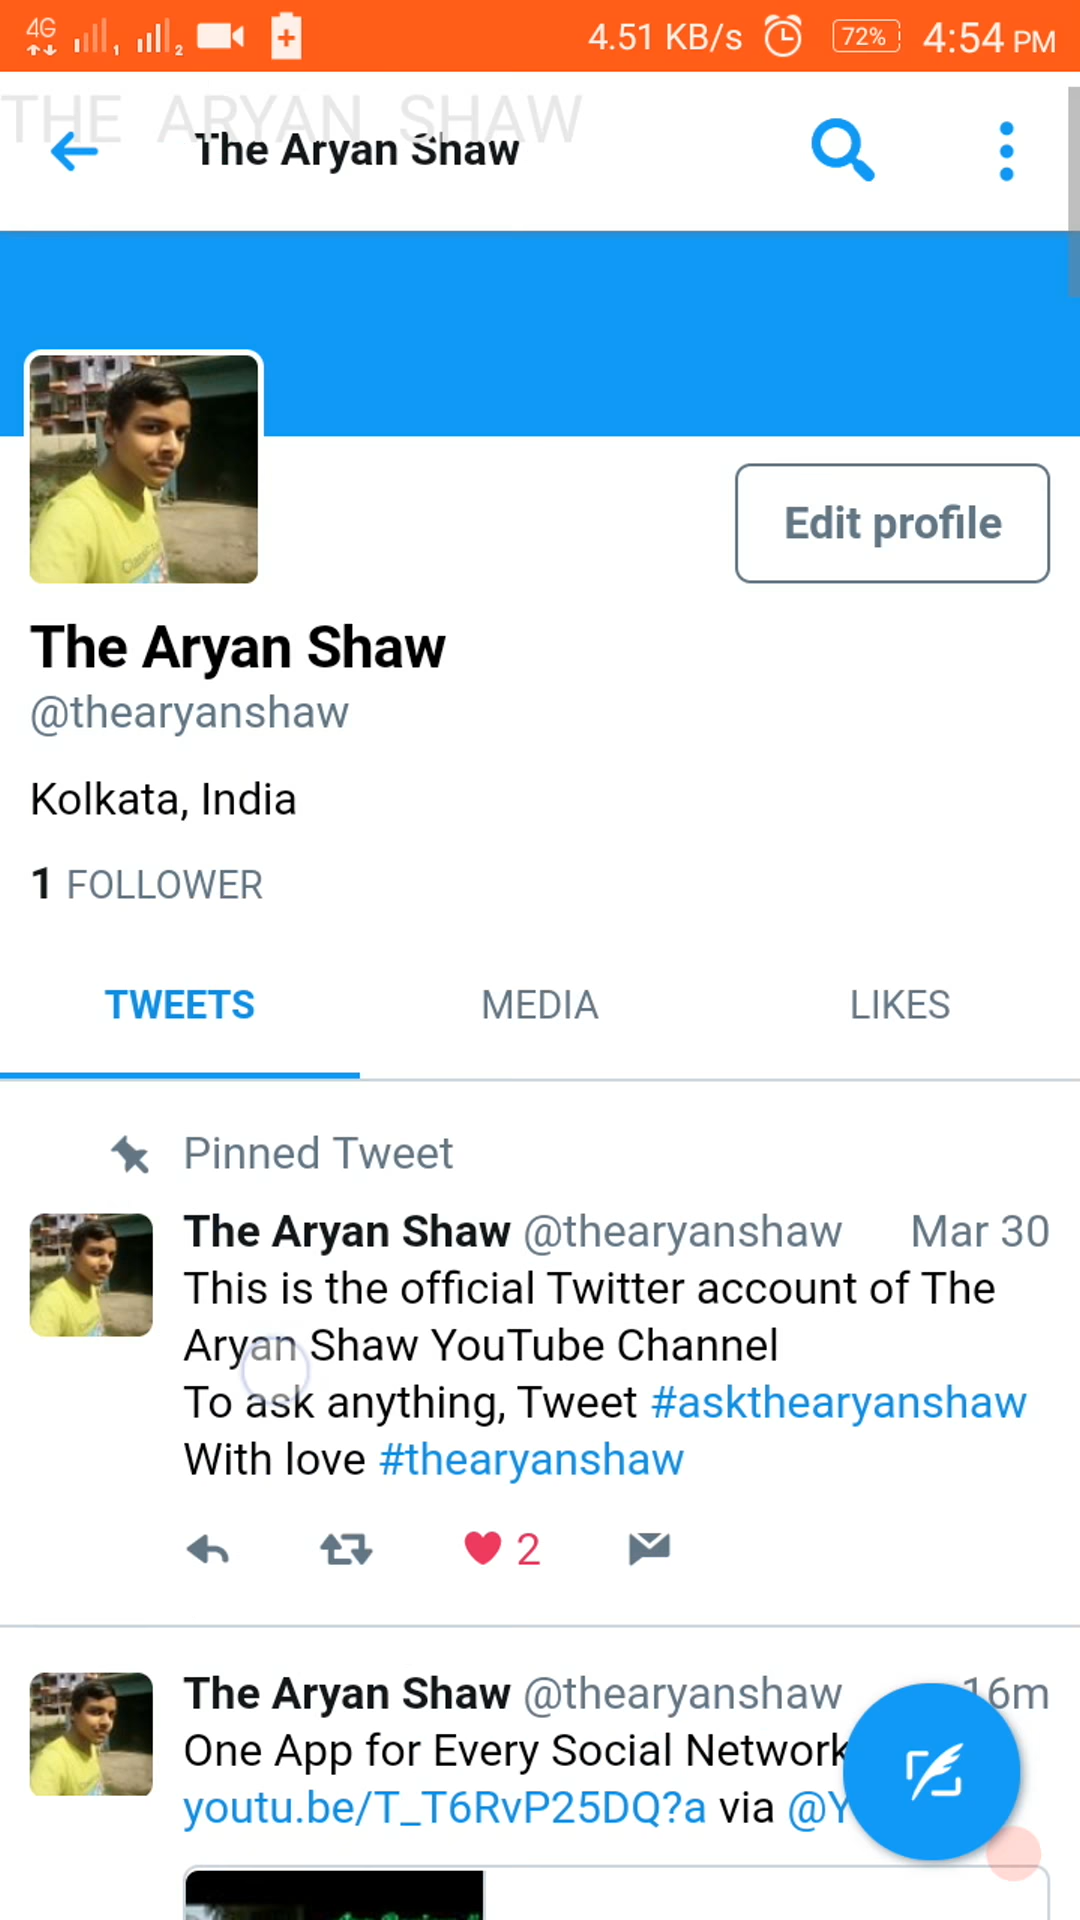 4G 1 2 4.51 KB/s 72% 4:54 PM
THE ARYAN SHAW
The Aryan Shaw
Edit profile
The Aryan Shaw
@thearyanshaw
Kolkata, India
1 FOLLOWER
TWEETS MEDIA LIKES
Pinned Tweet
The Aryan Shaw @thearyanshaw Mar 30
This is the official Twitter account of The
Aryan Shaw YouTube Channel
To ask anything, Tweet #askthearyanshaw
With love #thearyanshaw
2
The Aryan Shaw @thearyanshaw 16m
One App for Every Social Network
youtu.be/T_T6RvP25DQ?a via @Y